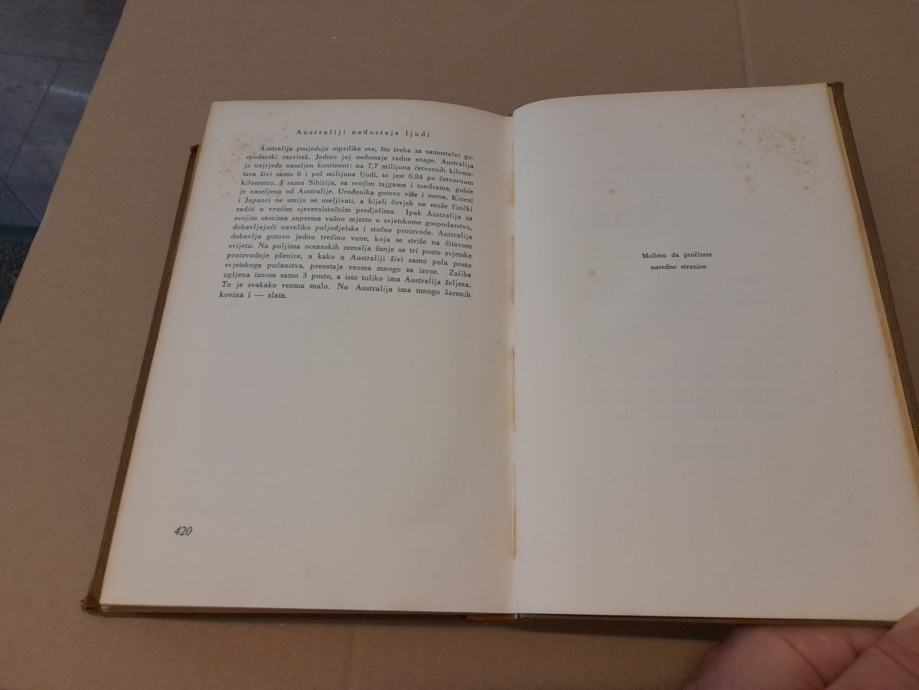 Australiji nedostaje ljudi
Australija posjeduje otprilike sve, što treba za samostalni go-
spodarski razvitak. Jedino joj nedostaje radne snage. Australija
je najrjeđe naseljen kontinent; na 7,7 milijuna četvornih kilome-
tara živi samo 6 i pol milijuna ljudi, to jest 0,84 po četvornom
kilometru. I sama Sibirija, sa svojim tajgama i tundrama, gušće
je naseljena od Australije. Urođenika gotovo više i nema, Kinezi
i Japanci ne smiju se useljivati, a bijeli čovjek ne može fizički
raditi u vrućim sjevernistočnim predjelima. Ipak Australija sa
svojim otocima zaprema važno mjesto u svjetskome gospodarstvu,
dobavljajući naveliko poljodjelske i stočne proizvode. Australija
dobavlja gotovo jednu trećinu vune, koja se striže na čitavom
svijetu. Na poljima oceanskih zemalja žanje se tri posto svjetske
proizvodnje pšenice, a kako u Australiji živi samo pola posto
svjetskoga pučanstva, preostaje veoma mnogo za izvoz. Zaliha
ugljena iznose samo 3 posto, a isto toliko ima Australija željeza.
To je svakako veoma malo. No Australija ima mnogo šarenih
kovina i — zlata.
420
Molimo da pročitate
naredne stranice